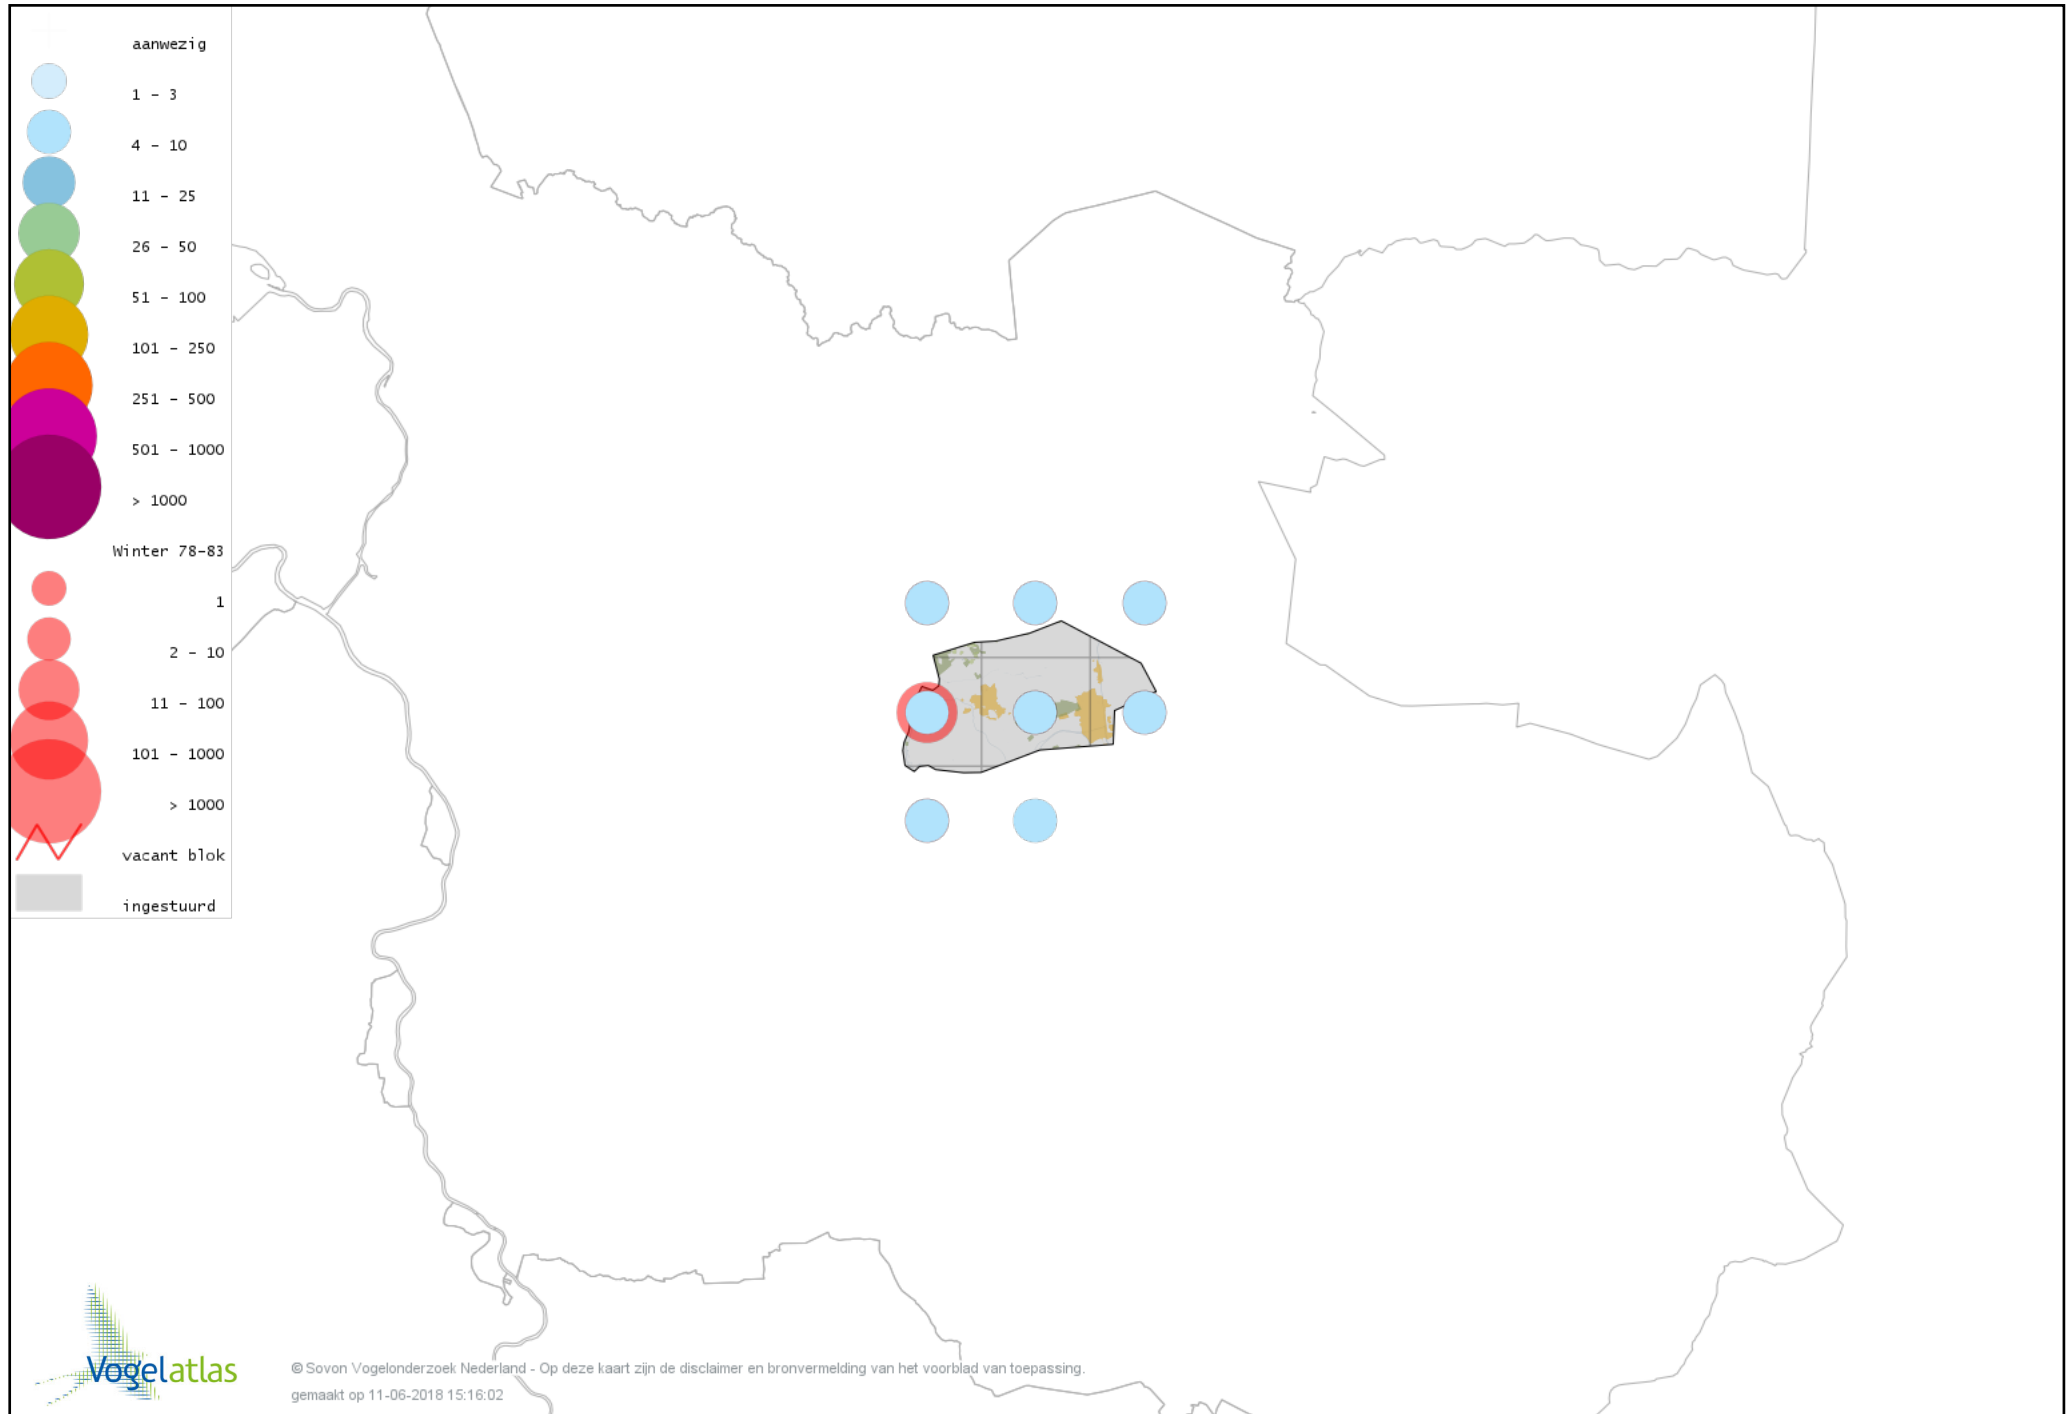 aanwezig
1 - 3
4 - 10
11 - 25
26 - 50
51 - 100
101 - 250
251 - 500
501 - 1000
> 1000
Winter 78-83
1
2 - 10
11 - 100
101 - 1000
> 1000
vacant blok
ingestuurd
Vogelatlas
© Sovon Vogelonderzoek Nederland - Op deze kaart zijn de disclaimer en bronvermelding van het voorblad van toepassing.
gemaakt op 11-06-2018 15:16:02